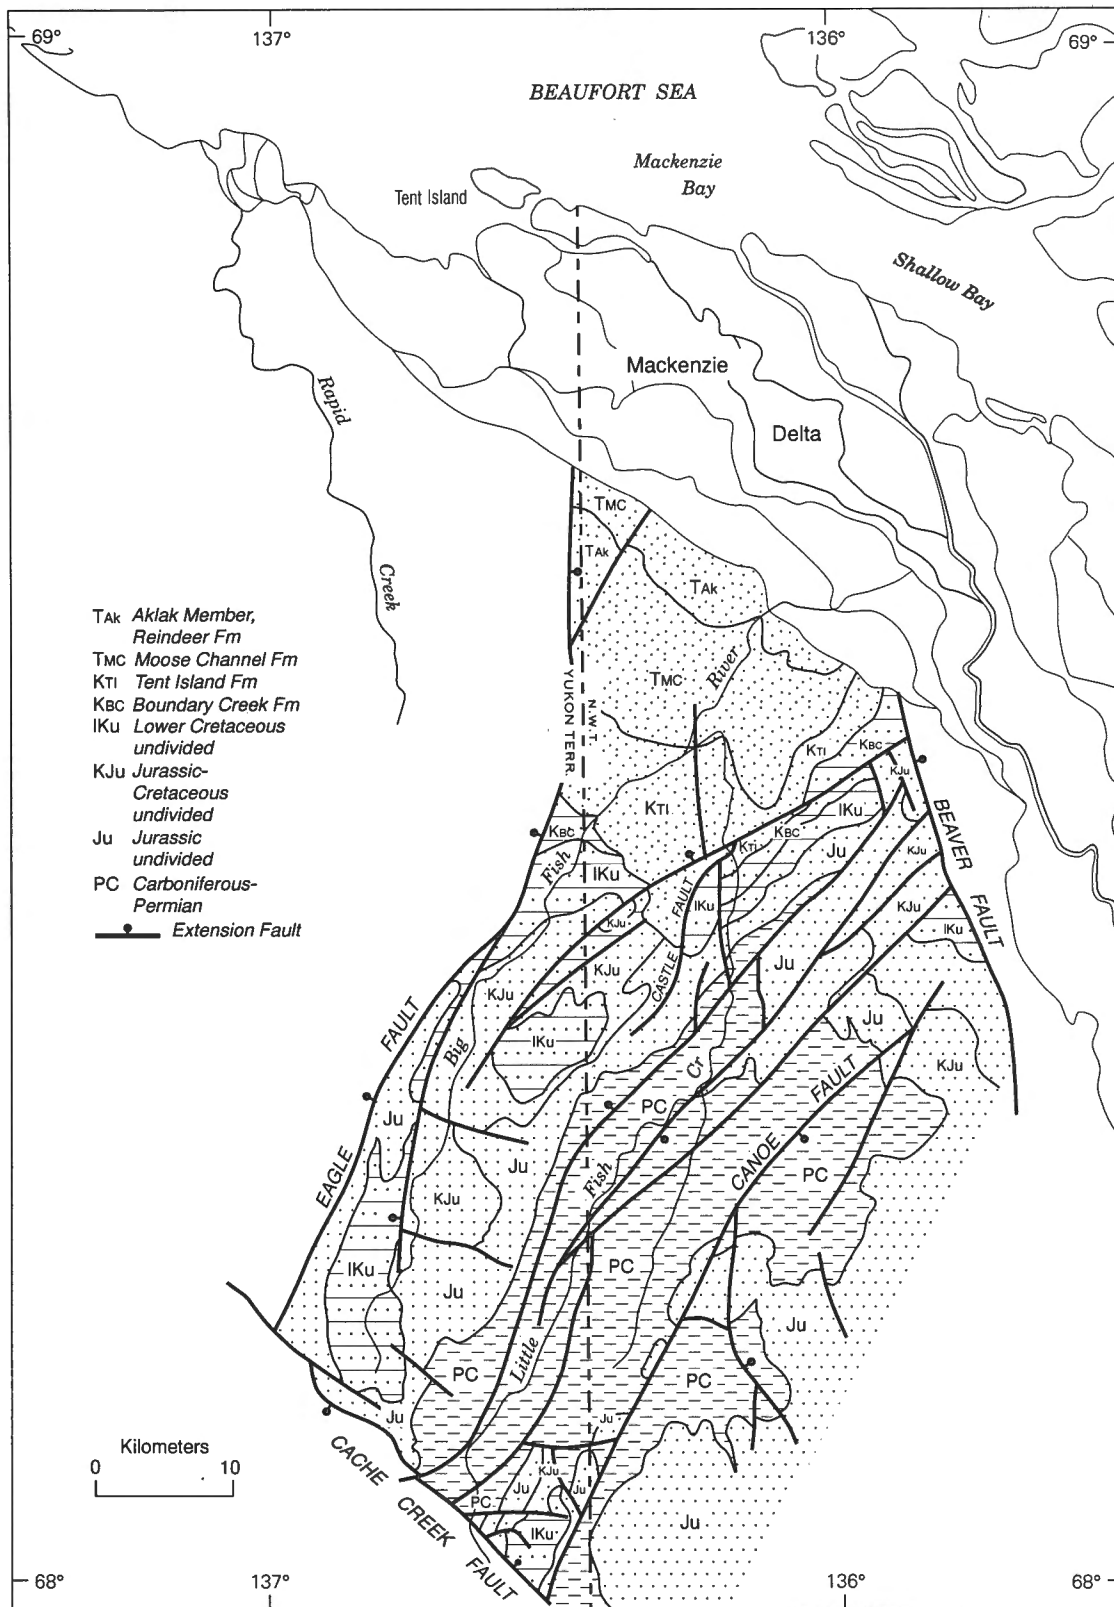 69°
137°
136°
69°
BEAUFORT SEA
Mackenzie
Bay
Tent Island
Shallow Bay
Mackenzie
Delta
Rapid
Creek
TMC
TAk
TAk
TMC
River
YUKON TERR.
N.W.T.
TAk Aklak Member,
Reindeer Fm
TMC Moose Channel Fm
KTI Tent Island Fm
KBC Boundary Creek Fm
lKu Lower Cretaceous
undivided
KJu Jurassic-
Cretaceous
undivided
Ju Jurassic
undivided
PC Carboniferous-
Permian
Extension Fault
KTI
KBC
KJu
KTI
lKu
KBC
KBC
KTI
Ju
KJu
BEAVER FAULT
Fish
lKu
KJu
lKu
KJu
lKu
CASTLE FAULT
KJu
KJu
Ju
Big
lKu
Ju
KJu
EAGLE FAULT
Ju
PC
Cr
CANOE FAULT
Ju
KJu
Fish
PC
lKu
Ju
PC
Ju
PC
Little
PC
Ju
Ju
Kilometers
0 10
CACHE CREEK FAULT
KJu
Ju
Ju
PC
lKu
Ju
68°
137°
136°
68°